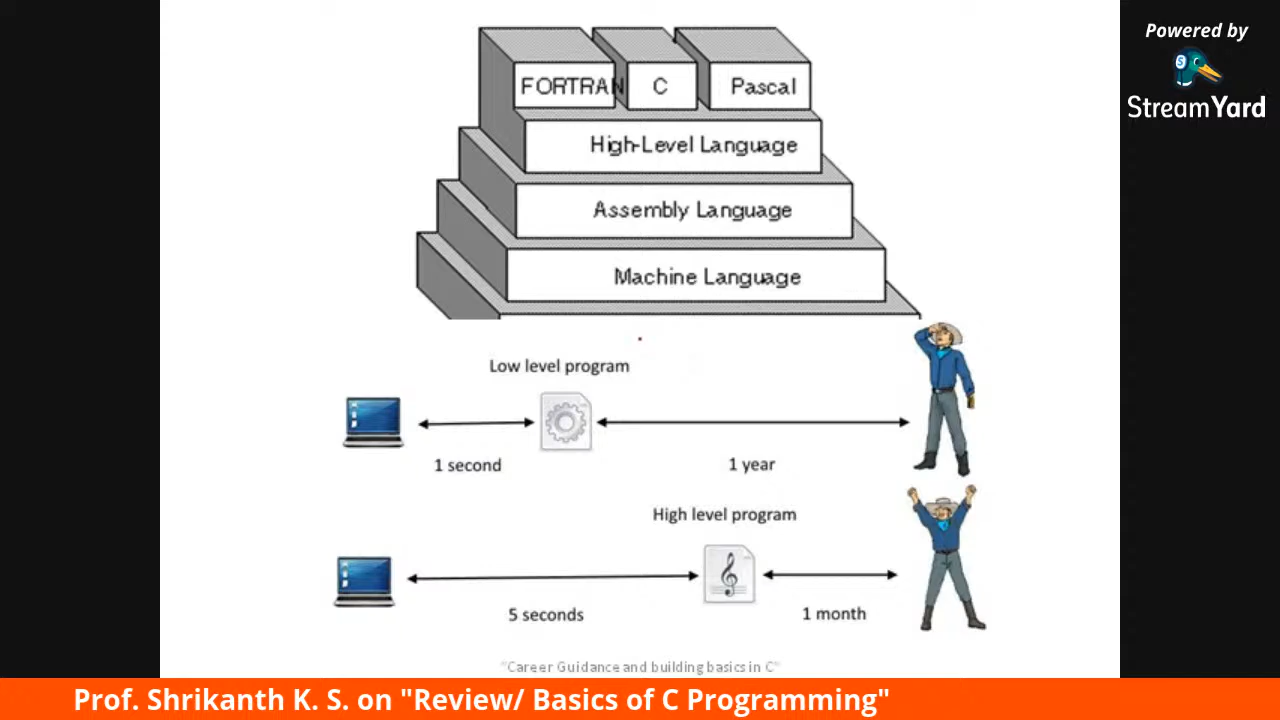 Powered by
StreamYard
FORTRAN C Pascal
High-Level Language
Assembly Language
Machine Language
Low level program
1 second 1 year
High level program
5 seconds 1 month
"Career Guidance and building basics in C"
Prof. Shrikanth K. S. on "Review/ Basics of C Programming"